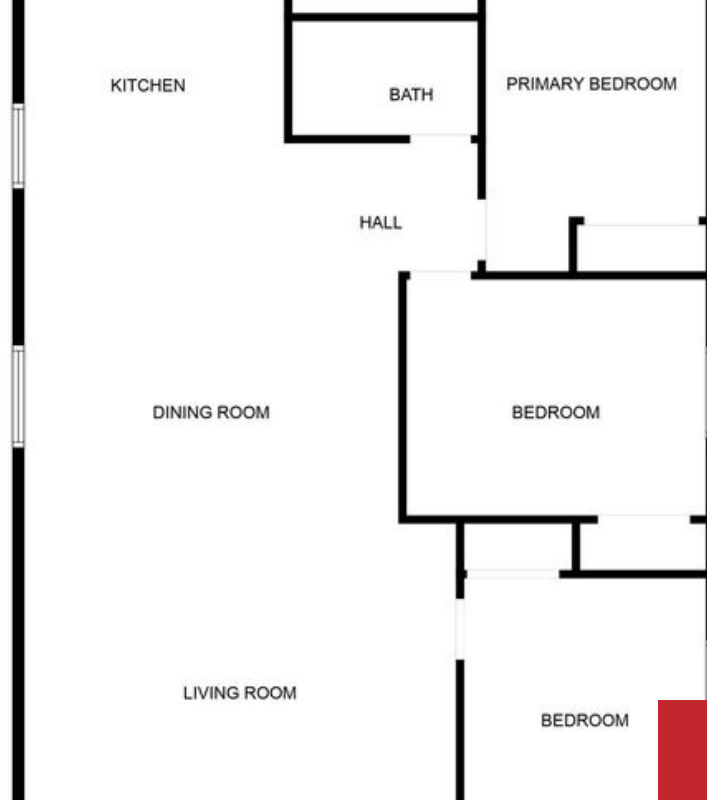 KITCHEN
BATH
PRIMARY BEDROOM
HALL
DINING ROOM
BEDROOM
LIVING ROOM
BEDROOM